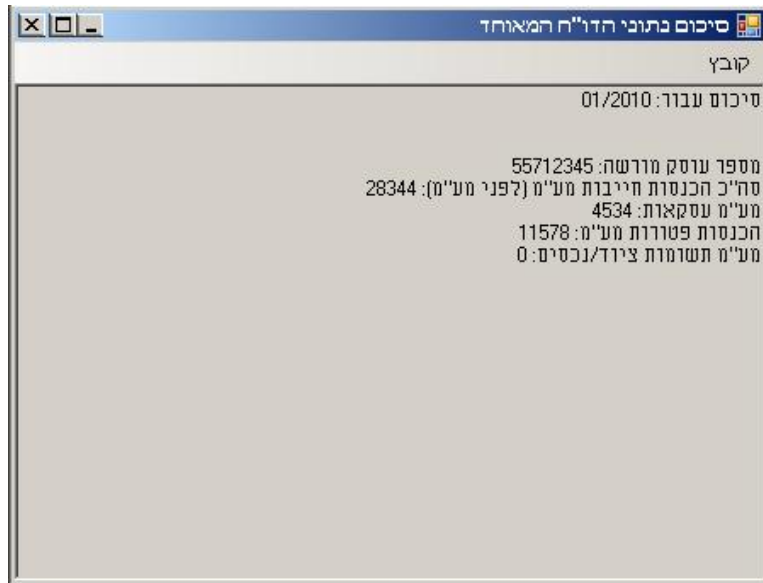 סיכום נתוני הדו"ח המאוחד
קובץ
סיכום עבור: 01/2010
מספר עוסק מורשה: 55712345
סה"כ הכנסות חייבות מע"מ (לפני מע"מ): 28344
מע"מ עסקאות: 4534
הכנסות פטורות מע"מ: 11578
מע"מ תשומות ציוד/נכסים: 0